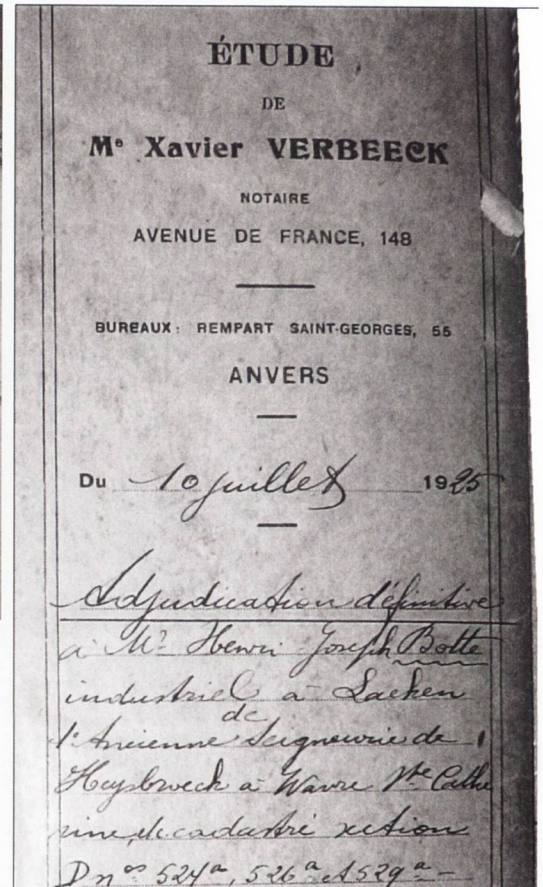 ÉTUDE
DE
Me Xavier VERBEECK
NOTAIRE
AVENUE DE FRANCE, 148
BUREAUX: REMPART SAINT-GEORGES, 55
ANVERS
Du 10 juillet 1925
Adjudication définitive
à Mr Henri Joseph Botte
industriel à Laeken
de
l'Ancienne Seigneurie de
à Wavre Ste Cathe
rine, cadastré section
D nos 524a, 526a et 529a -